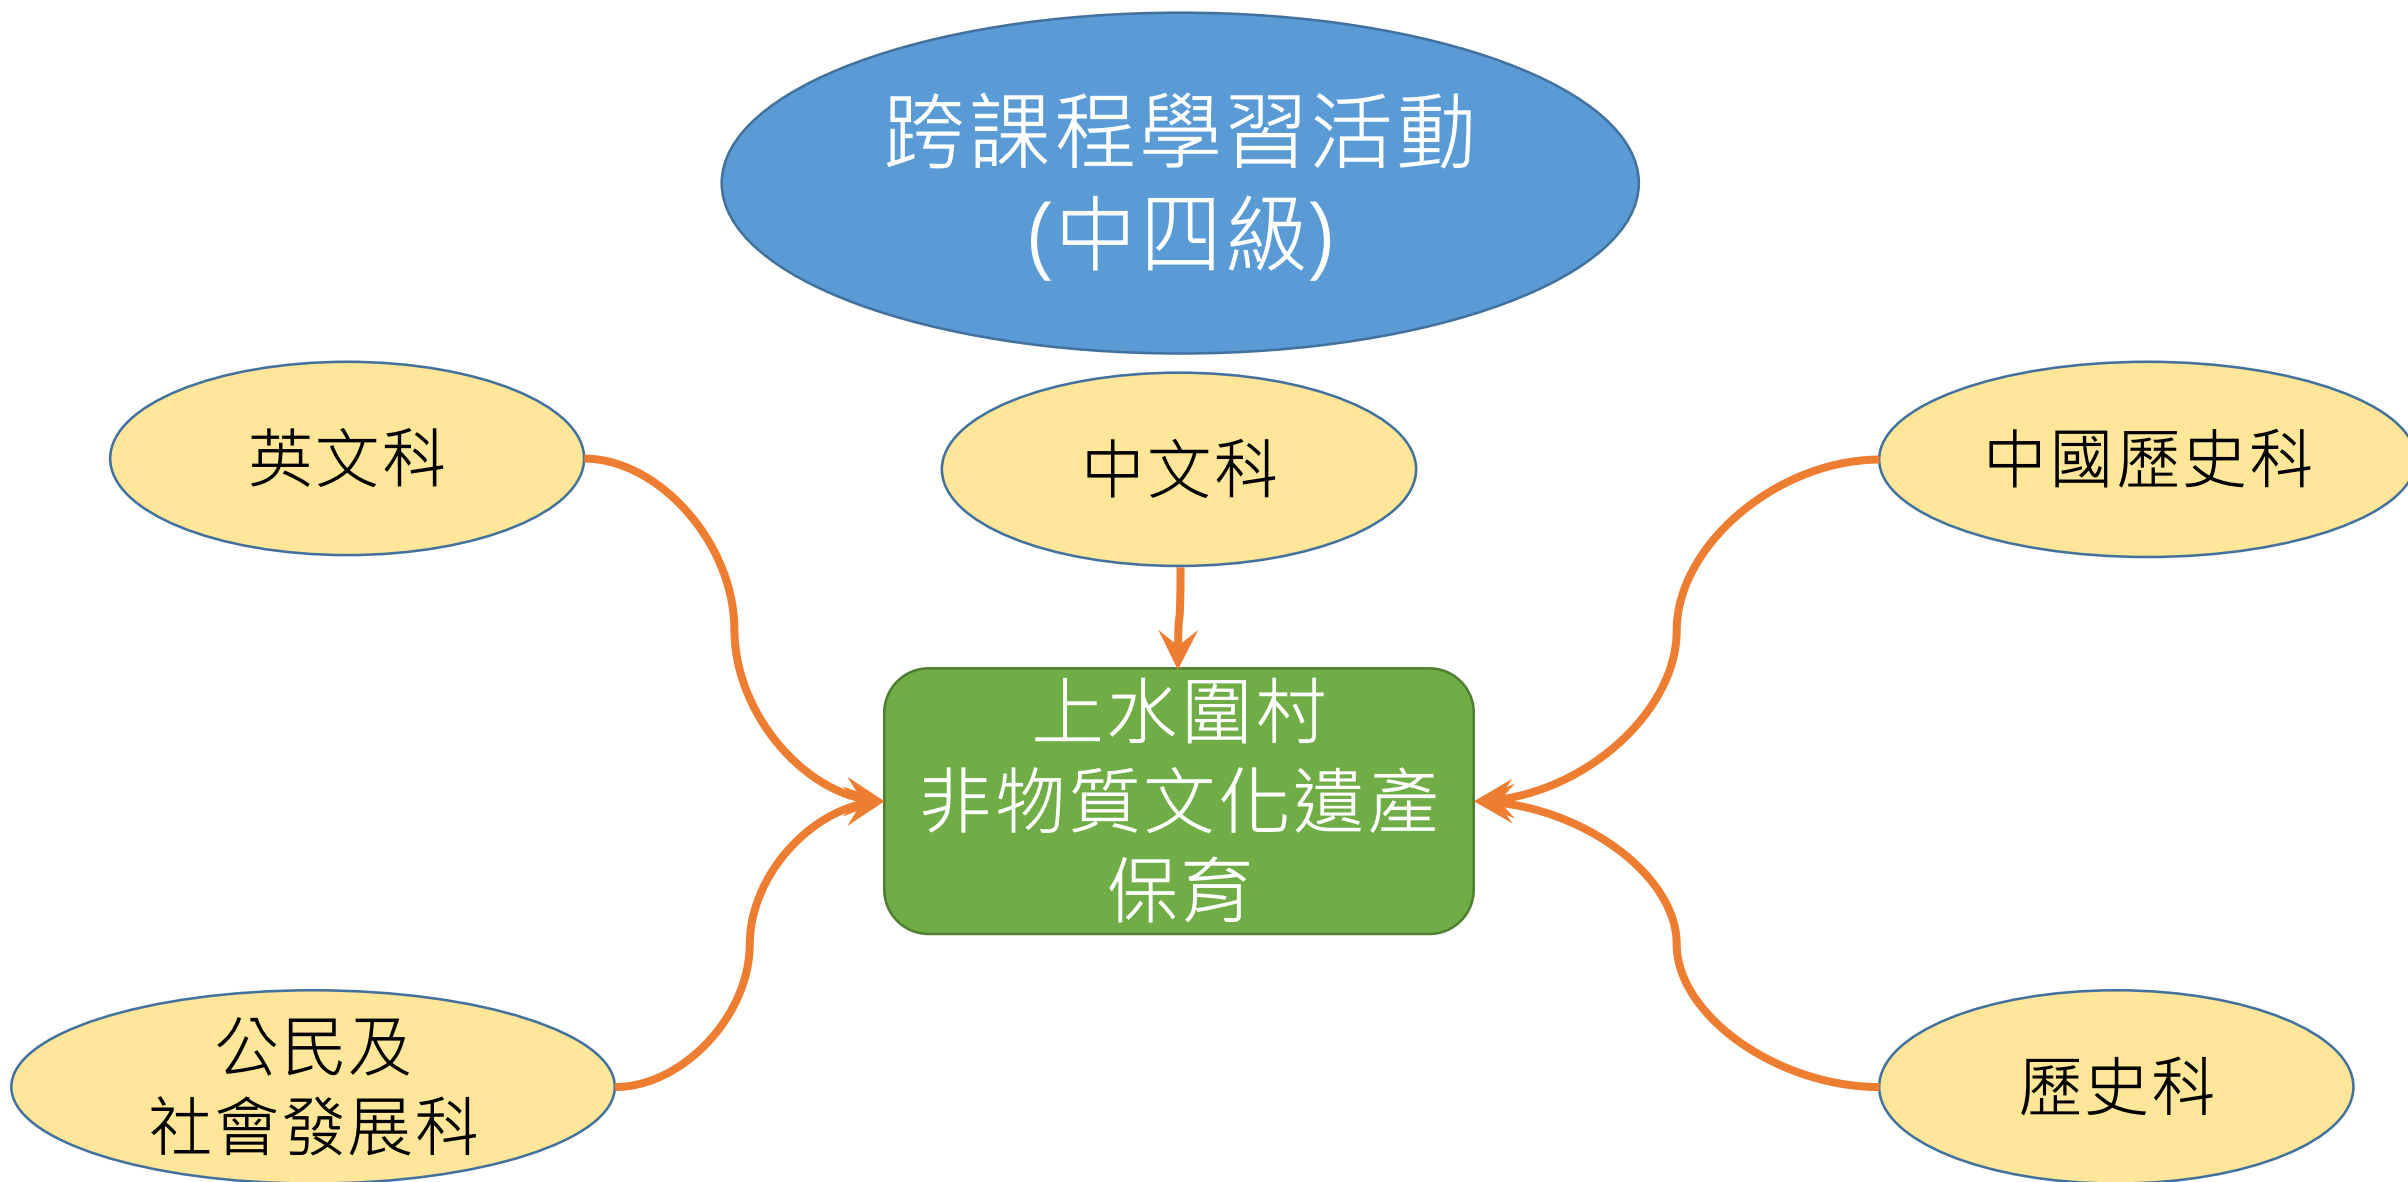 跨課程學習活動
(中四級)
英文科
中文科
中國歷史科
上水圍村
非物質文化遺產
保育
公民及
社會發展科
歷史科